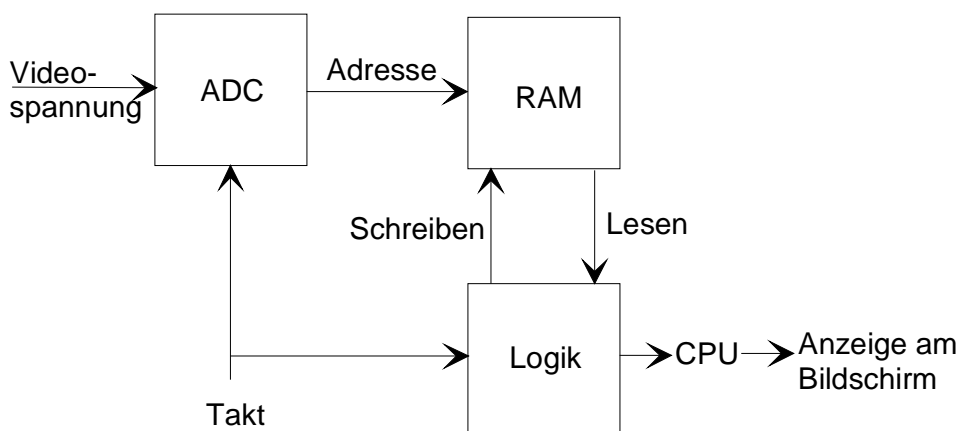 Video-
spannung
ADC
Adresse
RAM
Schreiben
Lesen
Logik
CPU
Anzeige am
Bildschirm
Takt